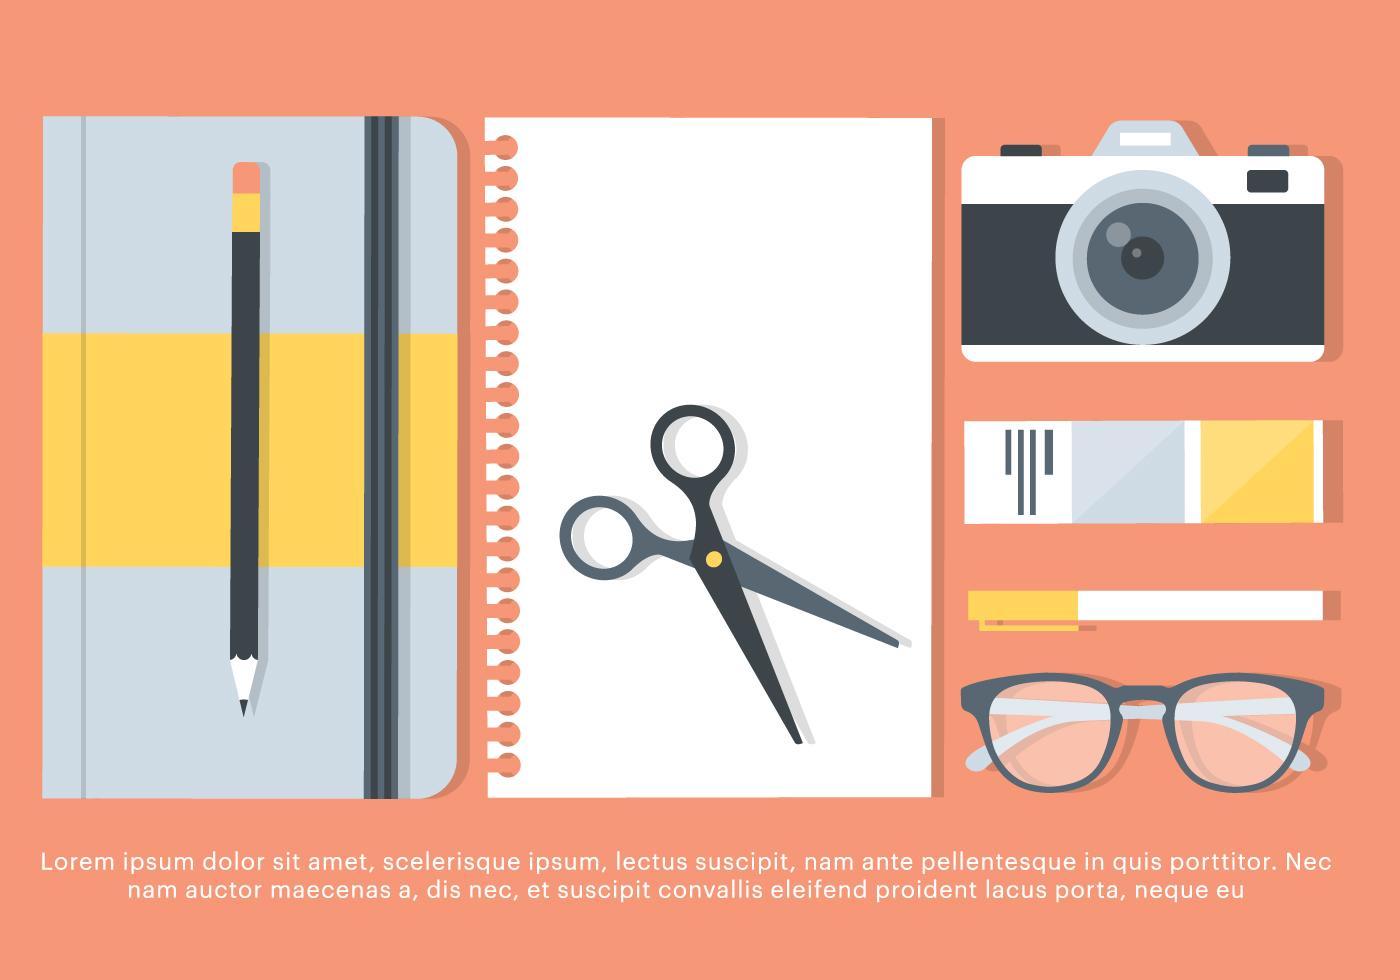 Lorem ipsum dolor sit amet, scelerisque ipsum, lectus suscipit, nam ante pellentesque in quis porttitor. Nec
nam auctor maecenas a, dis nec, et suscipit convallis eleifend proident lacus porta, neque eu